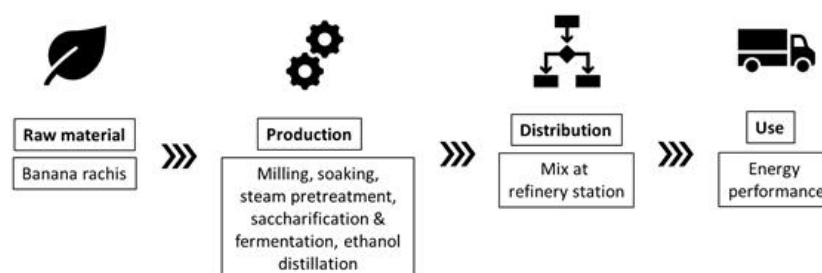 Raw material
Banana rachis
Production
Milling, soaking,
steam pretreatment,
saccharification &
fermentation, ethanol
distillation
Distribution
Mix at
refinery station
Use
Energy
performance